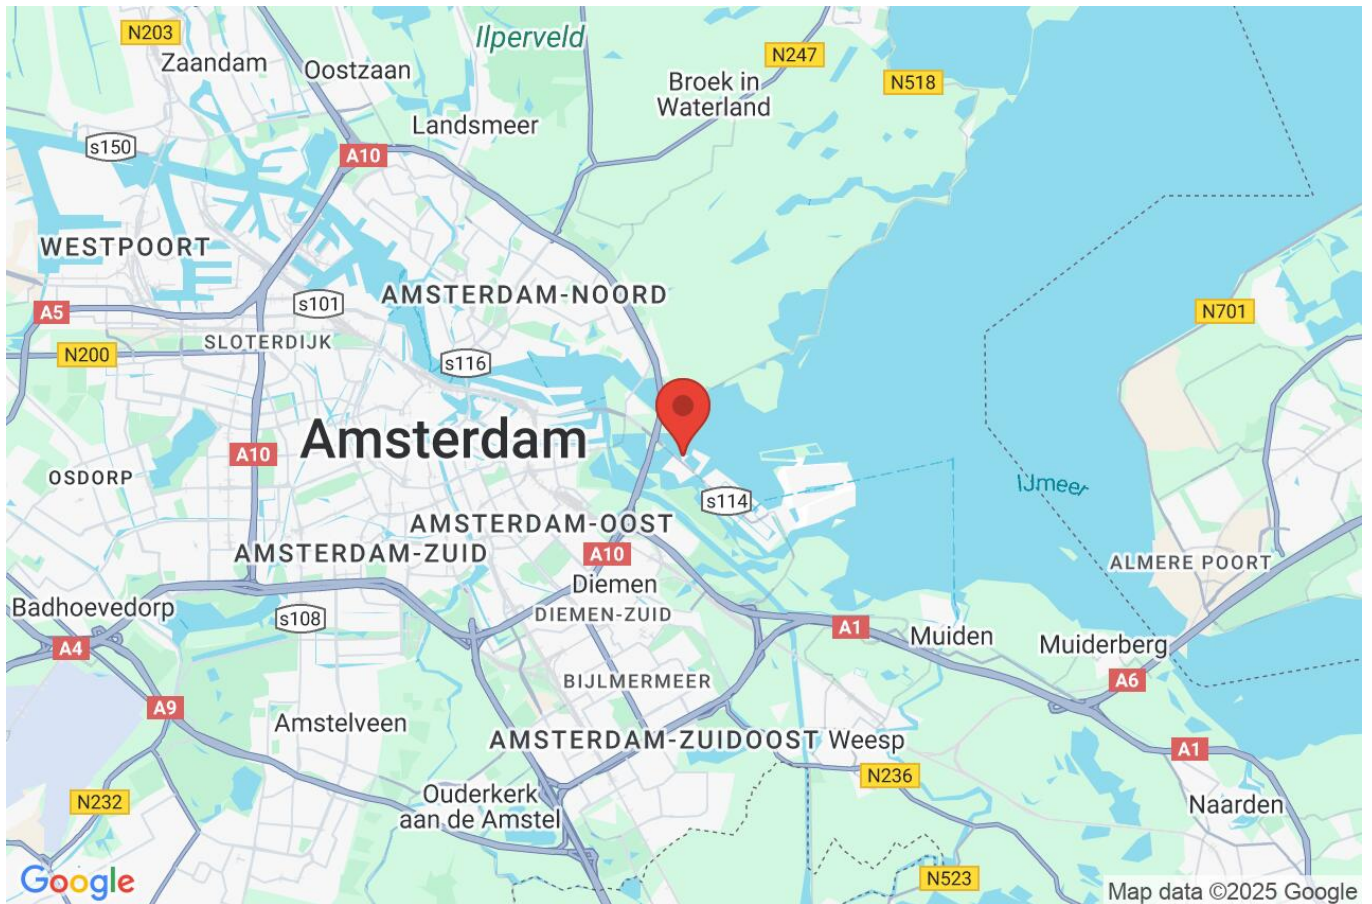 N203
Ilperveld
Zaandam
Oostzaan
N247
Broek in
Waterland
N518
Landsmeer
s150
A10
WESTPOORT
AMSTERDAM-NOORD
s101
A5
N701
SLOTERDIJK
N200
s116
Amsterdam
A10
OSDORP
IJmeer
s114
AMSTERDAM-OOST
AMSTERDAM-ZUID
A10
ALMERE POORT
Diemen
Badhoevedorp
DIEMEN-ZUID
s108
A1
Muiden
Muiderberg
A4
BIJLMERMEER
A6
A9
Amstelveen
AMSTERDAM-ZUIDOOST
Weesp
A1
N236
N232
Ouderkerk
aan de Amstel
Naarden
N523
Google
Map data ©2025 Google